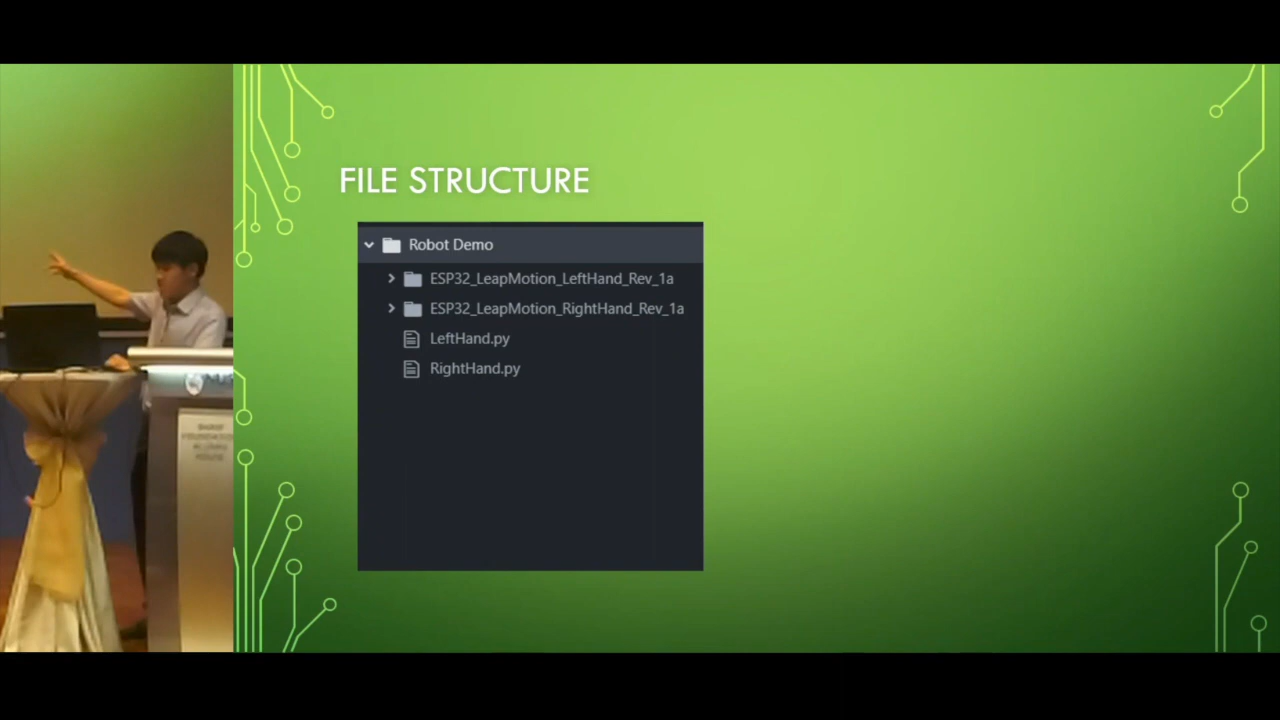 FILE STRUCTURE
Robot Demo
ESP32_LeapMotion_LeftHand_Rev_1a
ESP32_LeapMotion_RightHand_Rev_1a
LeftHand.py
RightHand.py